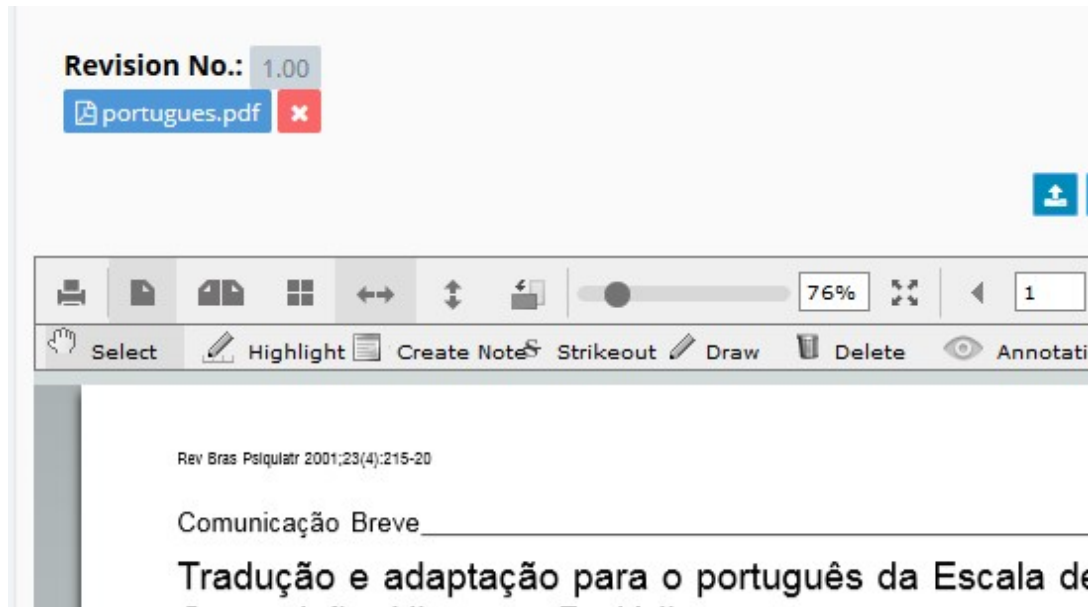 Revision No.: 1.00
portugues.pdf
76% 1
Select Highlight Create Note Strikeout Draw Delete Annotati
Rev Bras Psiquiatr 2001;23(4):215-20
Comunicação Breve
Tradução e adaptação para o português da Escala de